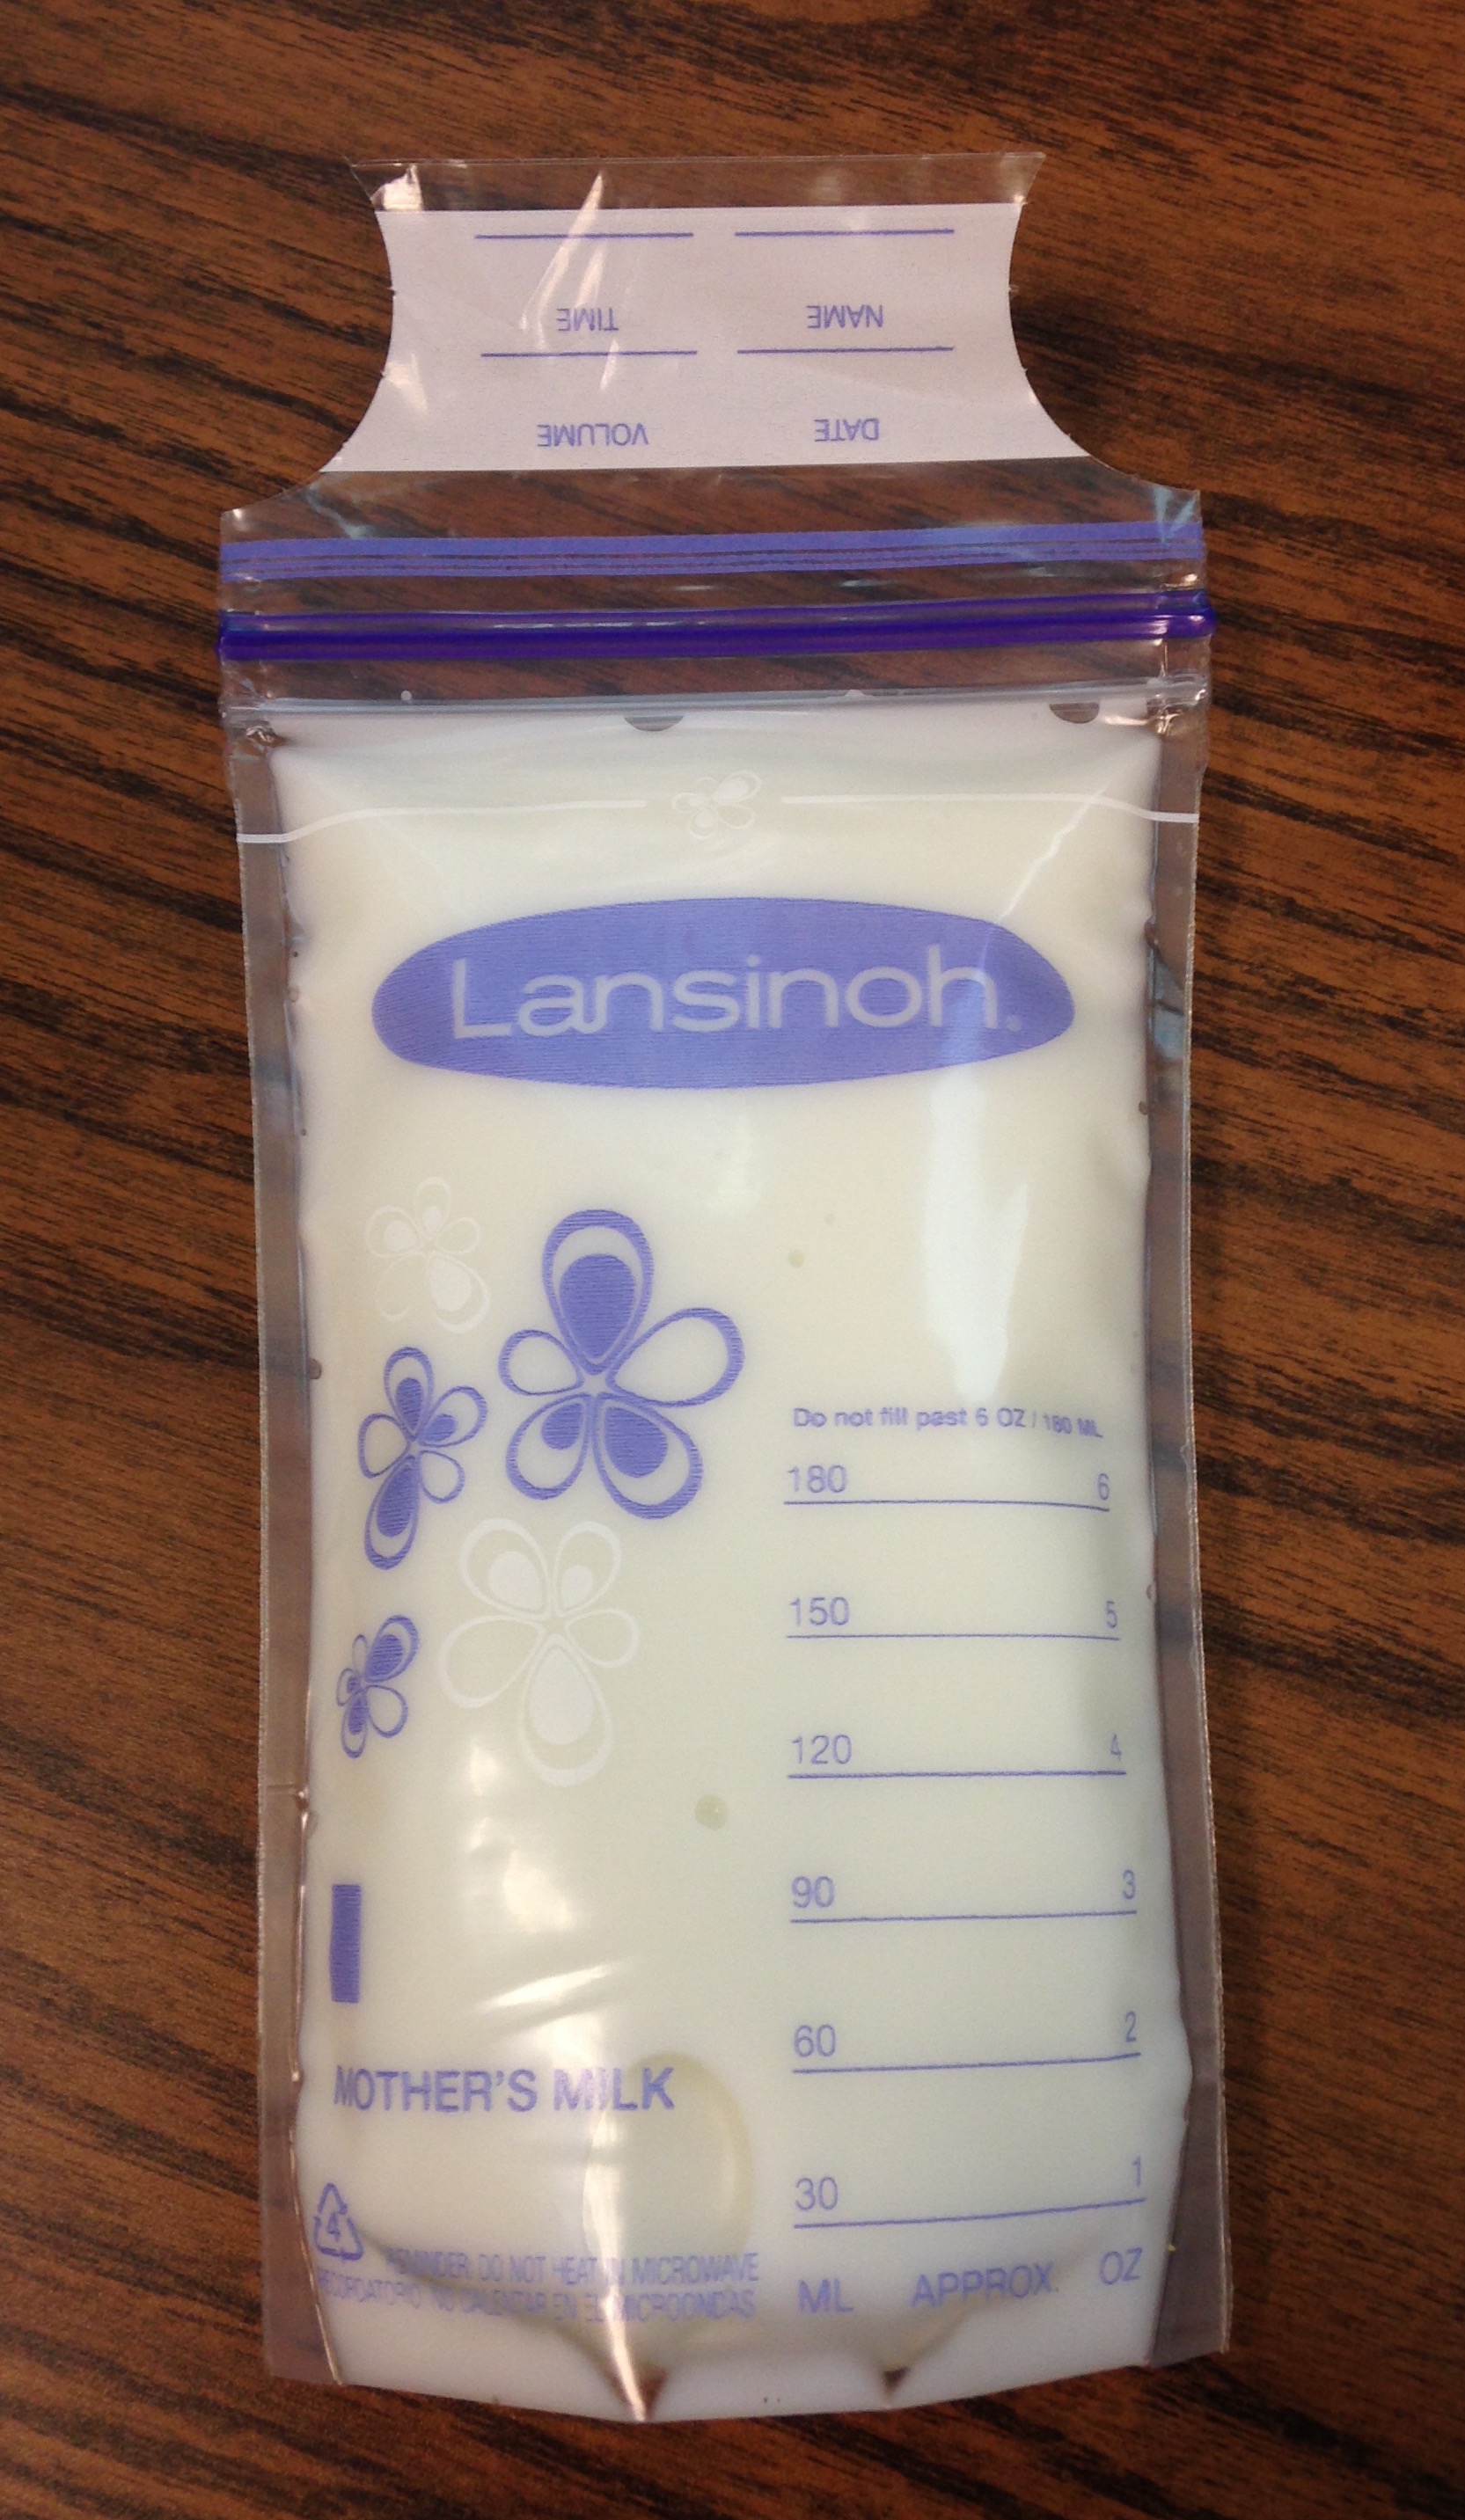 TIME NAME
VOLUME DATE
Lansinoh.
Do not fill past 6 OZ / 180 ML
180 6
150 5
120 4
90 3
60 2
MOTHER'S MILK
30 1
4
REMINDER: DO NOT HEAT IN MICROWAVE
RECORDATORIO: NO CALENTAR EN EL MICROONDAS
ML APPROX. OZ